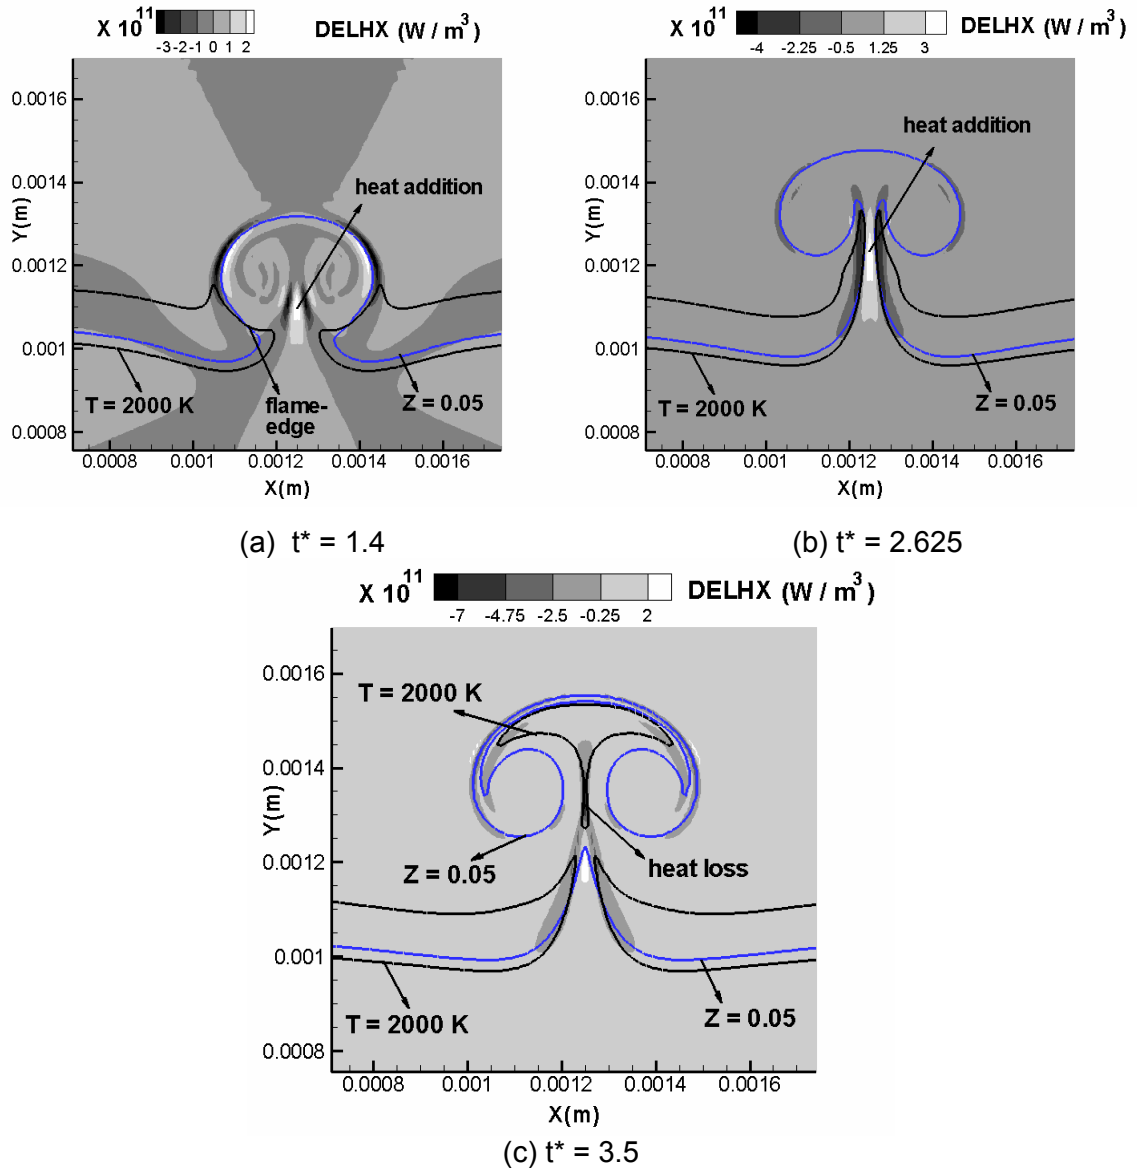 X 10^11 DELHX (W / m^3)
-3 -2 -1 0 1 2
Y(m)
0.0016
0.0014
0.0012
0.001
0.0008
heat addition
T = 2000 K
flame-
edge
Z = 0.05
0.0008 0.001 0.0012 0.0014 0.0016
X(m)
(a) t* = 1.4
X 10^11 DELHX (W / m^3)
-4 -2.25 -0.5 1.25 3
Y(m)
0.0016
0.0014
0.0012
0.001
0.0008
heat addition
T = 2000 K
Z = 0.05
0.0008 0.001 0.0012 0.0014 0.0016
X(m)
(b) t* = 2.625
X 10^11 DELHX (W / m^3)
-7 -4.75 -2.5 -0.25 2
Y(m)
0.0016
0.0014
0.0012
0.001
0.0008
T = 2000 K
Z = 0.05
heat loss
T = 2000 K
Z = 0.05
0.0008 0.001 0.0012 0.0014 0.0016
X(m)
(c) t* = 3.5